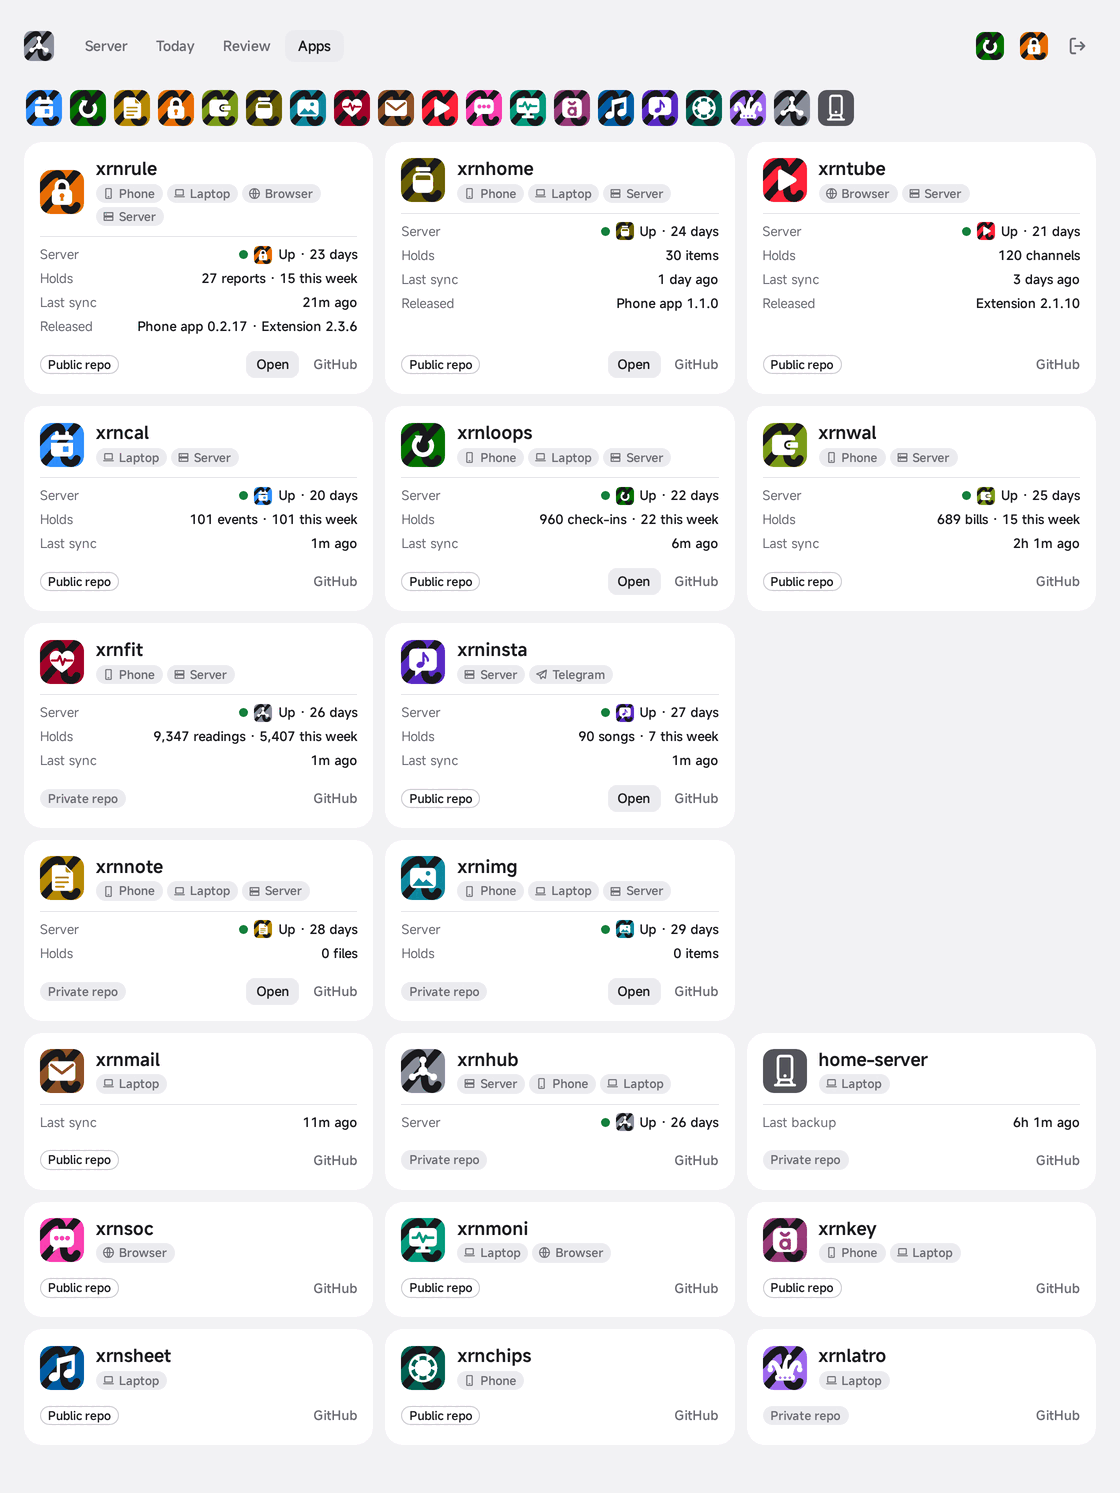 Server Today Review Apps
xrnrule
Phone Laptop Browser
Server
Server Up · 23 days
Holds 27 reports · 15 this week
Last sync 21m ago
Released Phone app 0.2.17 · Extension 2.3.6
Public repo Open GitHub
xrnhome
Phone Laptop Server
Server Up · 24 days
Holds 30 items
Last sync 1 day ago
Released Phone app 1.1.0
Public repo Open GitHub
xrntube
Browser Server
Server Up · 21 days
Holds 120 channels
Last sync 3 days ago
Released Extension 2.1.10
Public repo GitHub
xrncal
Laptop Server
Server Up · 20 days
Holds 101 events · 101 this week
Last sync 1m ago
Public repo GitHub
xrnloops
Phone Laptop Server
Server Up · 22 days
Holds 960 check-ins · 22 this week
Last sync 6m ago
Public repo Open GitHub
xrnwal
Phone Server
Server Up · 25 days
Holds 689 bills · 15 this week
Last sync 2h 1m ago
Public repo GitHub
xrnfit
Phone Server
Server Up · 26 days
Holds 9,347 readings · 5,407 this week
Last sync 1m ago
Private repo GitHub
xrninsta
Server Telegram
Server Up · 27 days
Holds 90 songs · 7 this week
Last sync 1m ago
Public repo Open GitHub
xrnnote
Phone Laptop Server
Server Up · 28 days
Holds 0 files
Private repo Open GitHub
xrnimg
Phone Laptop Server
Server Up · 29 days
Holds 0 items
Private repo Open GitHub
xrnmail
Laptop
Last sync 11m ago
Public repo GitHub
xrnhub
Server Phone Laptop
Server Up · 26 days
Private repo GitHub
home-server
Laptop
Last backup 6h 1m ago
Private repo GitHub
xrnsoc
Browser
Public repo GitHub
xrnmoni
Laptop Browser
Public repo GitHub
xrnkey
Phone Laptop
Public repo GitHub
xrnsheet
Laptop
Public repo GitHub
xrnchips
Phone
Public repo GitHub
xrnlatro
Laptop
Private repo GitHub